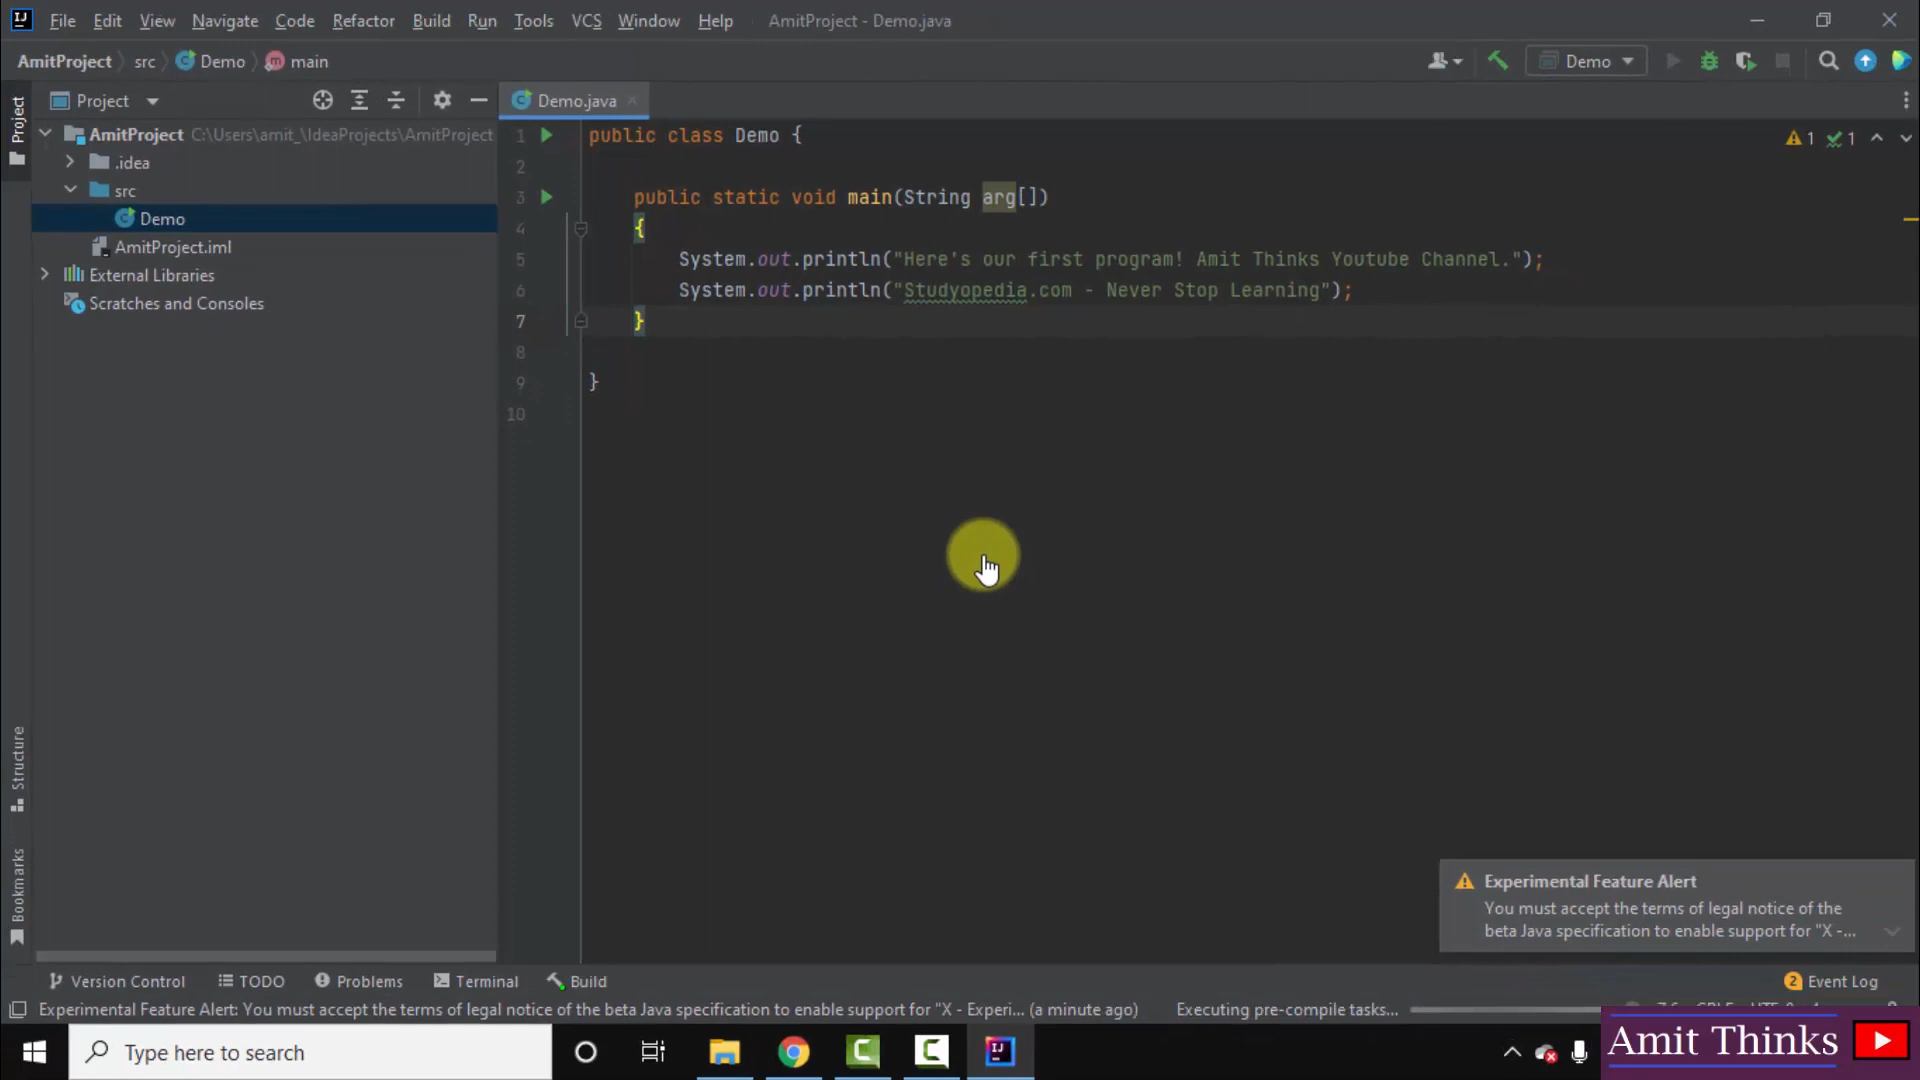 File Edit View Navigate Code Refactor Build Run Tools VCS Window Help AmitProject - Demo.java
AmitProject src Demo main Demo
Project Demo.java
Project
AmitProject C:\Users\amit_\IdeaProjects\AmitProject
.idea
src
Demo
AmitProject.iml
External Libraries
Scratches and Consoles
1 public class Demo {
2
3 public static void main(String arg[])
4 {
5 System.out.println("Here's our first program! Amit Thinks Youtube Channel.");
6 System.out.println("Studyopedia.com - Never Stop Learning");
7 }
8
9 }
10
1 1
Structure
Bookmarks
Experimental Feature Alert
You must accept the terms of legal notice of the
beta Java specification to enable support for "X -...
Version Control TODO Problems Terminal Build 2 Event Log
Experimental Feature Alert: You must accept the terms of legal notice of the beta Java specification to enable support for "X - Experi... (a minute ago) Executing pre-compile tasks...
Type here to search
Amit Thinks